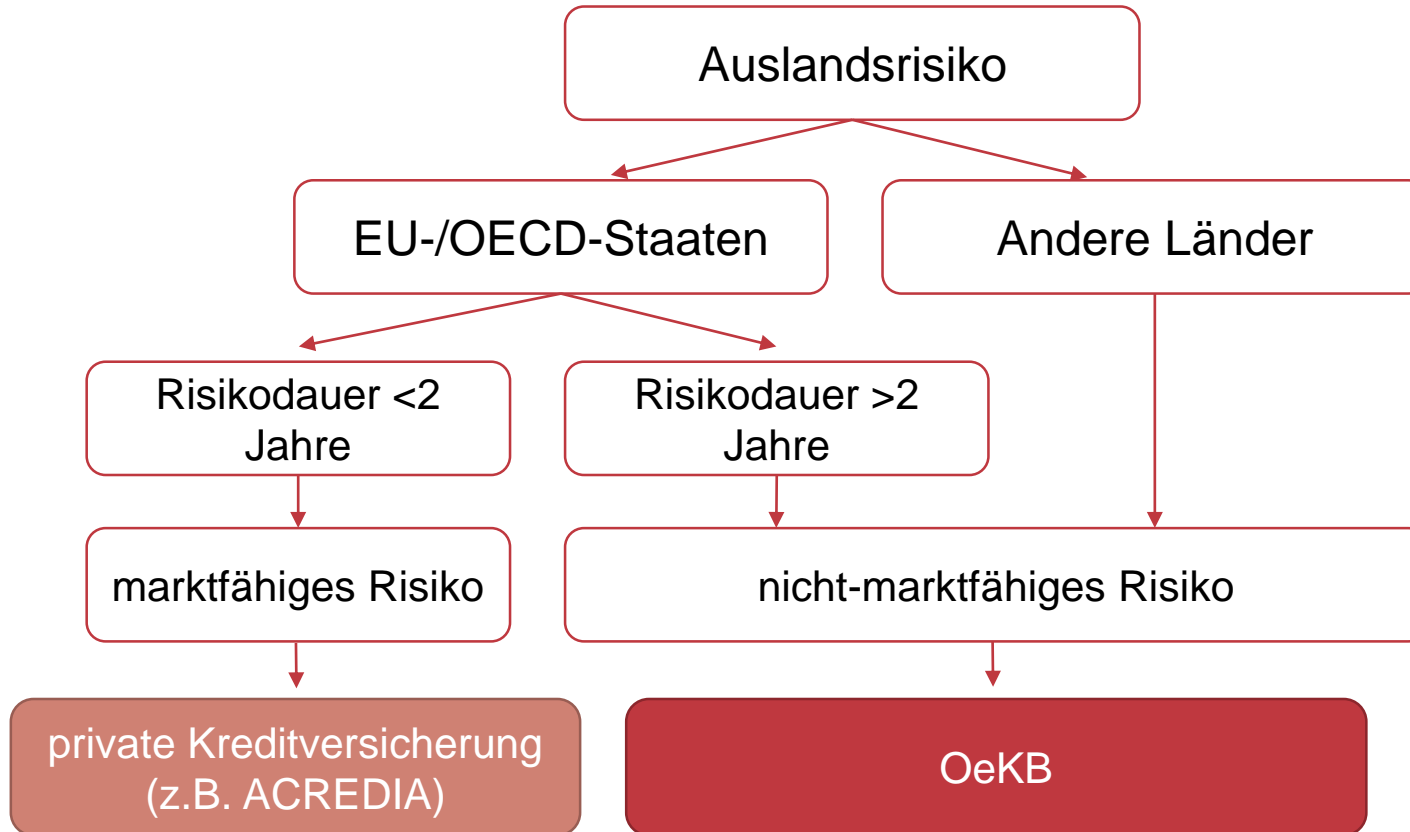 Auslandsrisiko
EU-/OECD-Staaten
Andere Länder
Risikodauer <2
Jahre
Risikodauer >2
Jahre
marktfähiges Risiko
nicht-marktfähiges Risiko
private Kreditversicherung
(z.B. ACREDIA)
OeKB